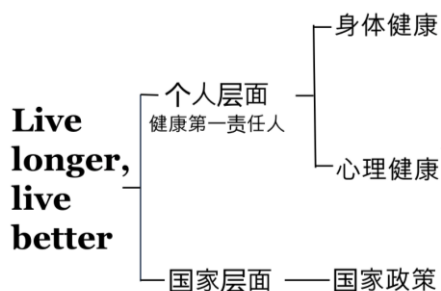 Live
longer,
live
better
个人层面
健康第一责任人
身体健康
心理健康
国家层面
国家政策